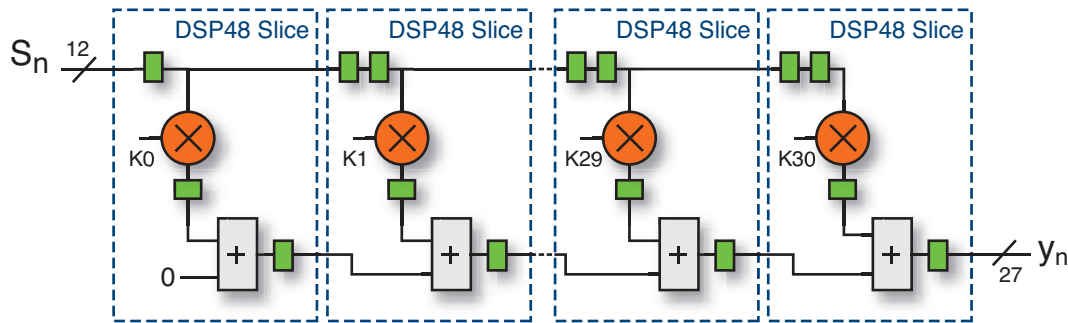 DSP48 Slice
DSP48 Slice
DSP48 Slice
DSP48 Slice
Sn
12
K0
K1
K29
K30
+
+
+
+
0
27
yn